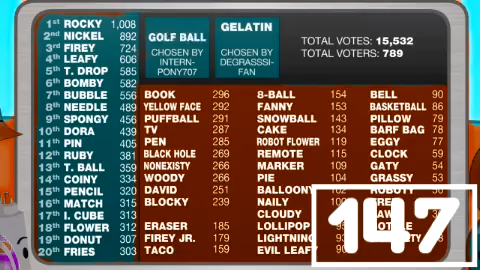 1st ROCKY 1,008
2nd NICKEL 892
3rd FIREY 724
4th LEAFY 606
5th T. DROP 585
6th BOMBY 582
7th BUBBLE 556
8th NEEDLE 489
9th SPONGY 456
10th DORA 439
11th PIN 405
12th RUBY 381
13th T. BALL 359
14th COINY 334
15th PENCIL 320
16th MATCH 315
17th I. CUBE 313
18th FLOWER 312
19th DONUT 307
20th FRIES 303
GOLF BALL
CHOSEN BY
INTERN-
PONY707
GELATIN
CHOSEN BY
DEGRASSSI-
FAN
TOTAL VOTES: 15,532
TOTAL VOTERS: 789
BOOK 296
YELLOW FACE 292
PUFFBALL 291
TV 287
PEN 285
BLACK HOLE 269
NONEXISTY 266
WOODY 266
DAVID 251
BLOCKY 239
ERASER 185
FIREY JR. 179
TACO 159
8-BALL 154
FANNY 153
SNOWBALL 143
CAKE 134
ROBOT FLOWER 119
REMOTE 115
MARKER 109
PIE 104
BALLOONY
NAILY
CLOUDY
LOLLIPOP
LIGHTNING
EVIL LEAFY
BELL 90
BASKETBALL 86
PILLOW 79
BARF BAG 78
EGGY 77
CLOCK 59
GATY 54
GRASSY 53
147